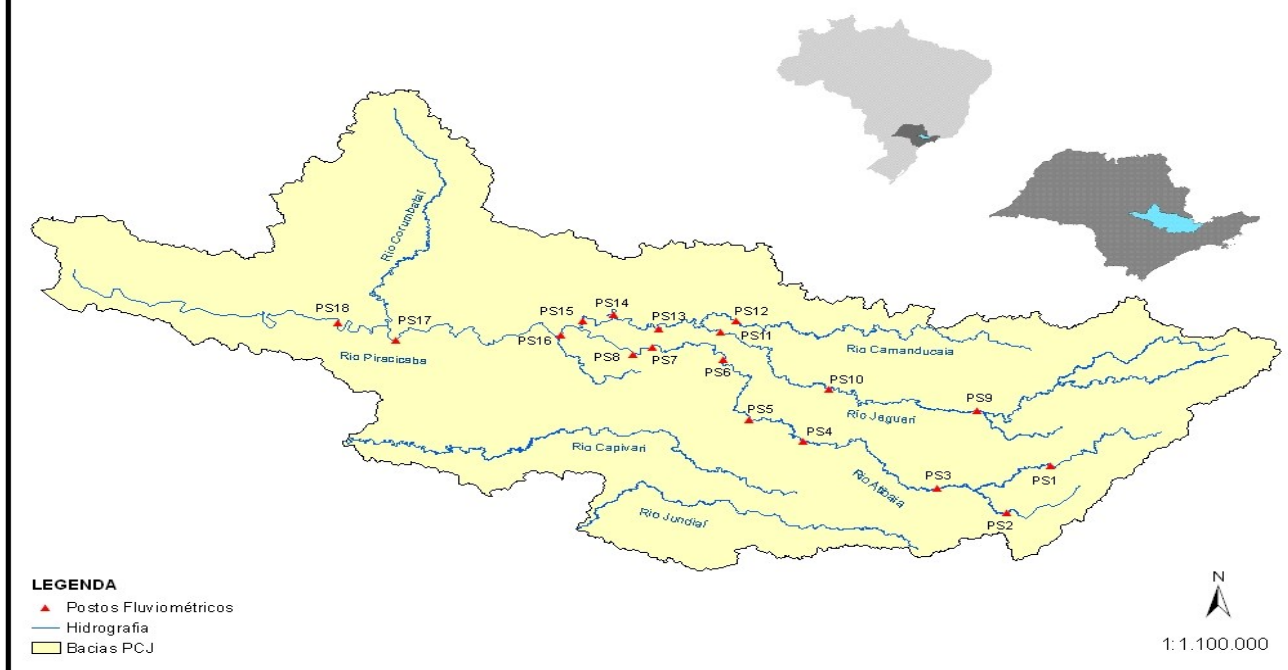 Rio Corumbataí
PS18
PS17
PS15
PS14
PS13
PS12
PS16
PS11
Rio Piracicaba
PS8
PS7
PS6
Rio Camanducaia
PS10
PS9
Rio Jaguari
PS5
PS4
Rio Capivari
PS3
PS1
Rio Atibaia
PS2
Rio Jundiaí
LEGENDA
Postos Fluviométricos
Hidrografia
Bacias PCJ
N
1:1.100.000